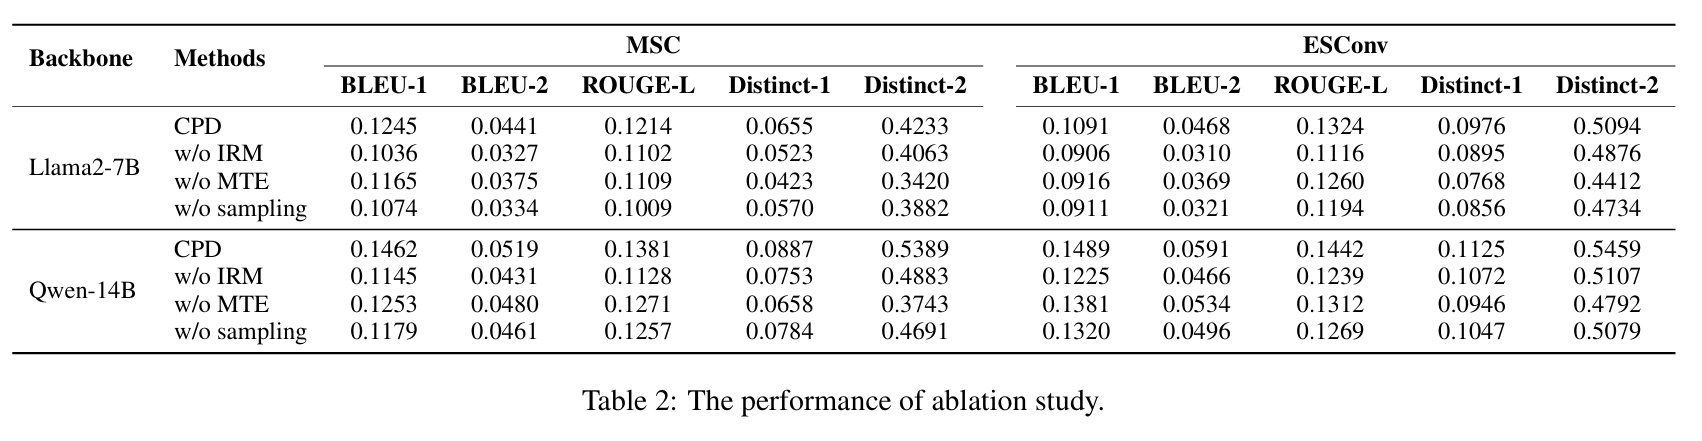 Backbone Methods MSC ESConv
BLEU-1 BLEU-2 ROUGE-L Distinct-1 Distinct-2 BLEU-1 BLEU-2 ROUGE-L Distinct-1 Distinct-2
Llama2-7B
CPD 0.1245 0.0441 0.1214 0.0655 0.4233 0.1091 0.0468 0.1324 0.0976 0.5094
w/o IRM 0.1036 0.0327 0.1102 0.0523 0.4063 0.0906 0.0310 0.1116 0.0895 0.4876
w/o MTE 0.1165 0.0375 0.1109 0.0423 0.3420 0.0916 0.0369 0.1260 0.0768 0.4412
w/o sampling 0.1074 0.0334 0.1009 0.0570 0.3882 0.0911 0.0321 0.1194 0.0856 0.4734
Qwen-14B
CPD 0.1462 0.0519 0.1381 0.0887 0.5389 0.1489 0.0591 0.1442 0.1125 0.5459
w/o IRM 0.1145 0.0431 0.1128 0.0753 0.4883 0.1225 0.0466 0.1239 0.1072 0.5107
w/o MTE 0.1253 0.0480 0.1271 0.0658 0.3743 0.1381 0.0534 0.1312 0.0946 0.4792
w/o sampling 0.1179 0.0461 0.1257 0.0784 0.4691 0.1320 0.0496 0.1269 0.1047 0.5079
Table 2: The performance of ablation study.